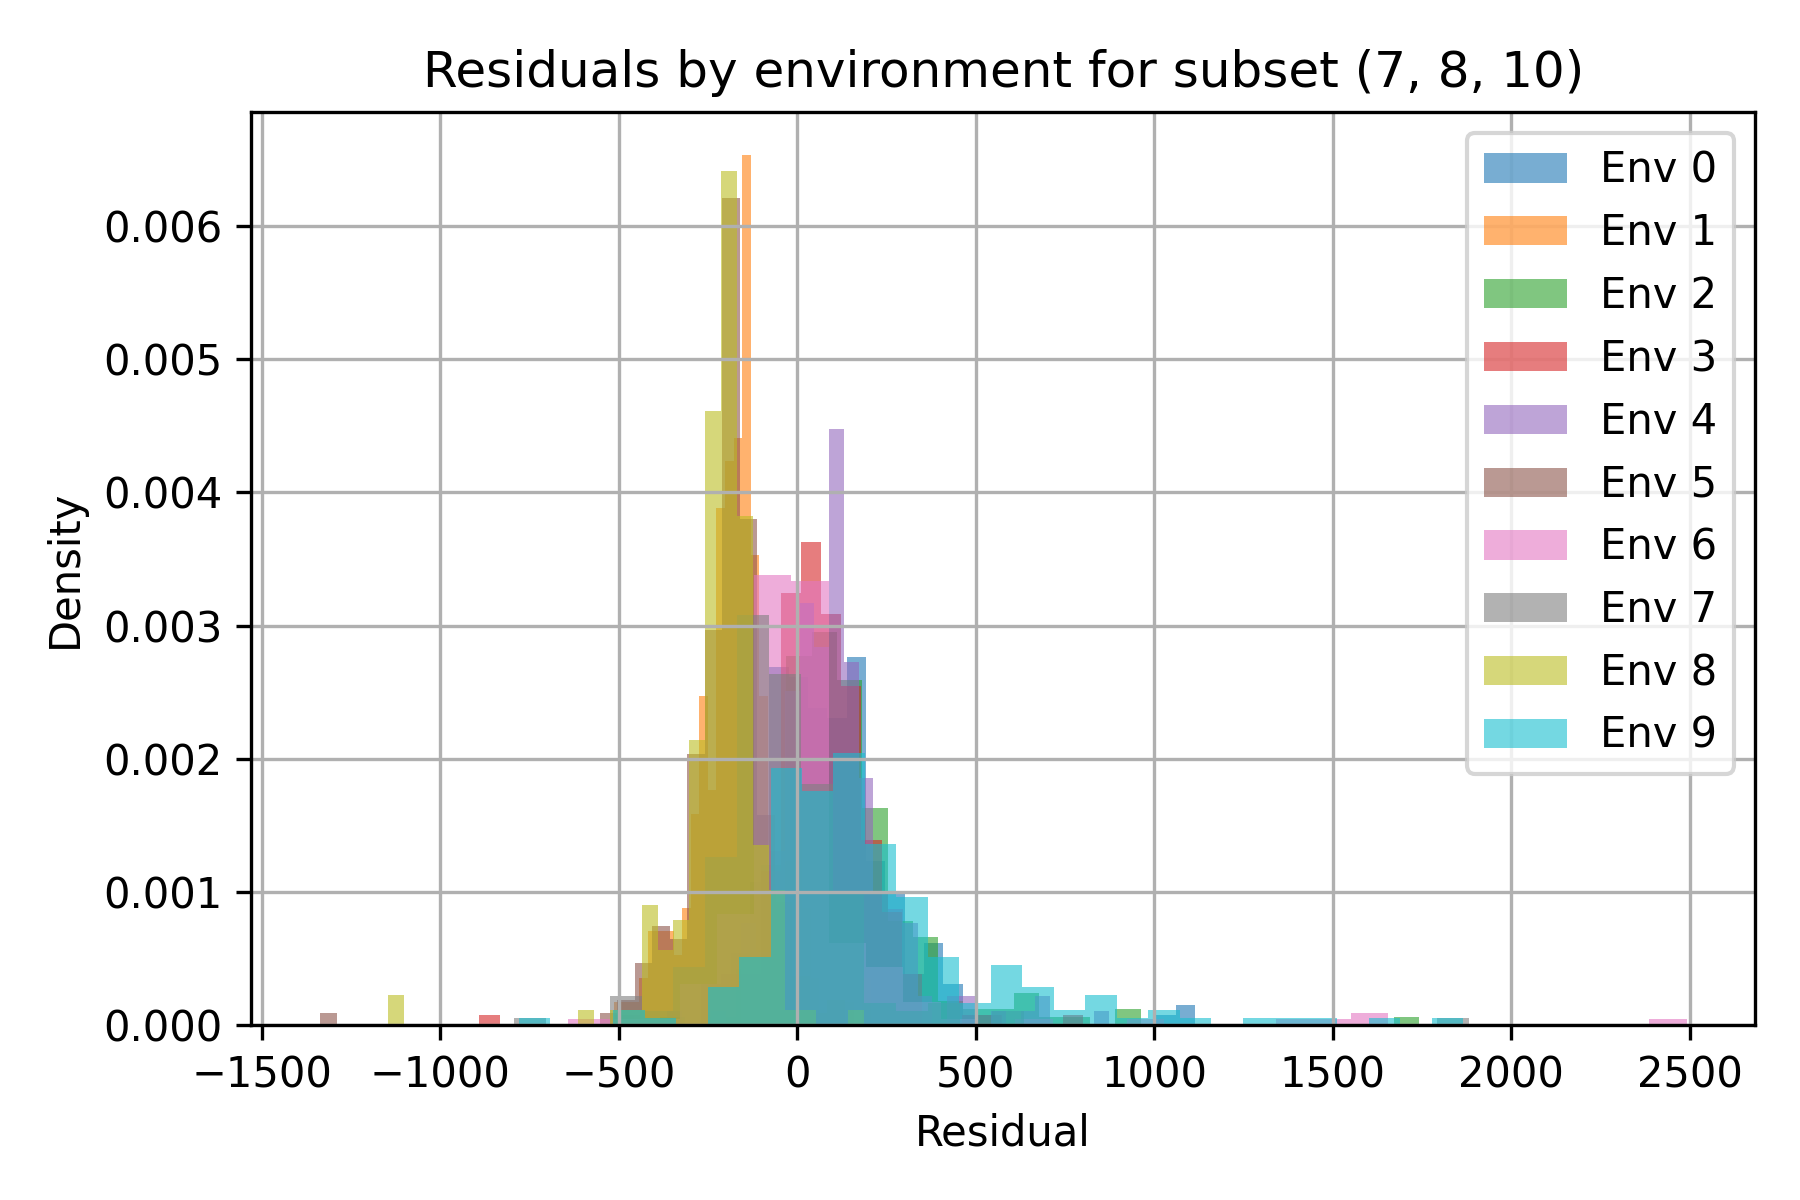 Residuals by environment for subset (7, 8, 10)
Env 0
Env 1
Env 2
Env 3
Env 4
Env 5
Env 6
Env 7
Env 8
Env 9
Density
0.006
0.005
0.004
0.003
0.002
0.001
0.000
−1500 −1000 −500 0 500 1000 1500 2000 2500
Residual